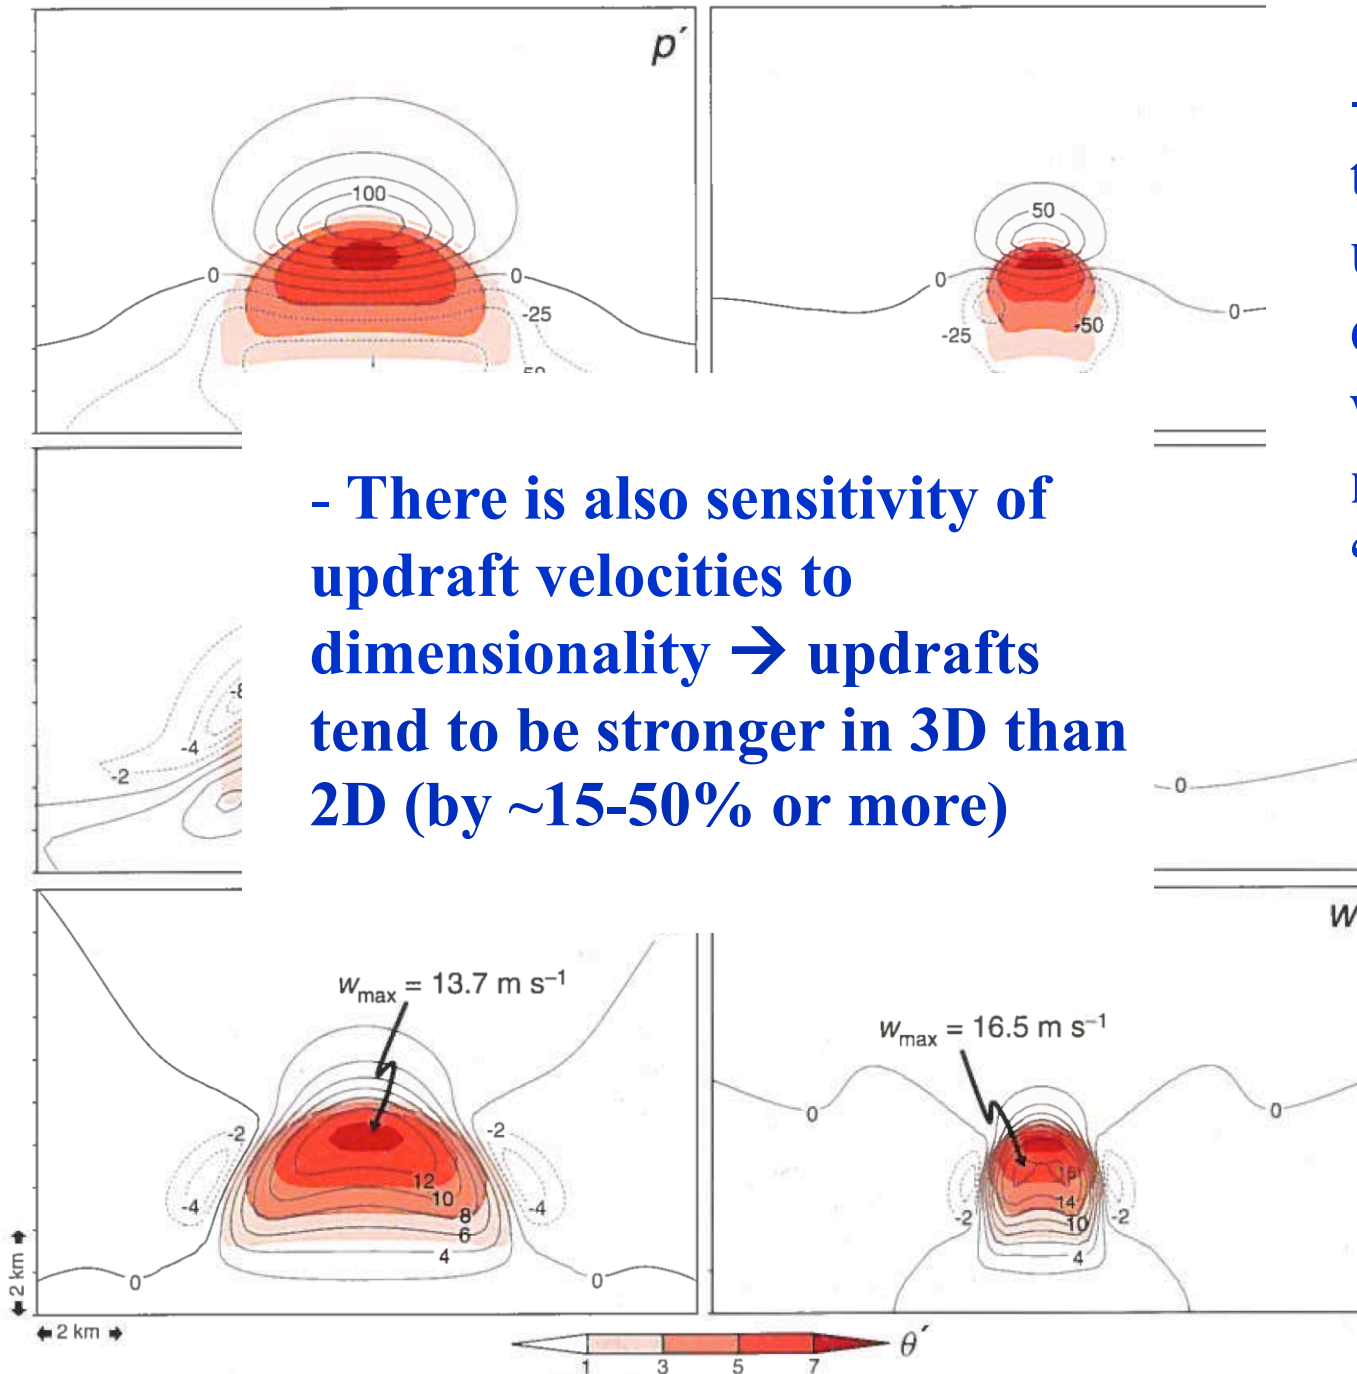 p′
100
0
0
-25
50
0
-25
-50
0
- There is also sensitivity of
updraft velocities to
dimensionality → updrafts
tend to be stronger in 3D than
2D (by ~15-50% or more)
-4
-2
0
w
wmax = 13.7 m s–1
-2
-2
-4
-4
12
10
8
6
4
0
0
wmax = 16.5 m s–1
0
0
16
14
10
-2
-2
4
2 km
2 km
1 3 5 7 θ′